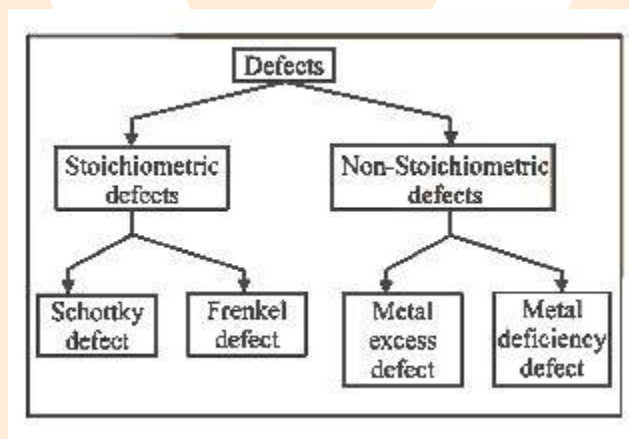 Defects
Stoichiometric
defects
Non-Stoichiometric
defects
Schottky
defect
Frenkel
defect
Metal
excess
defect
Metal
deficiency
defect